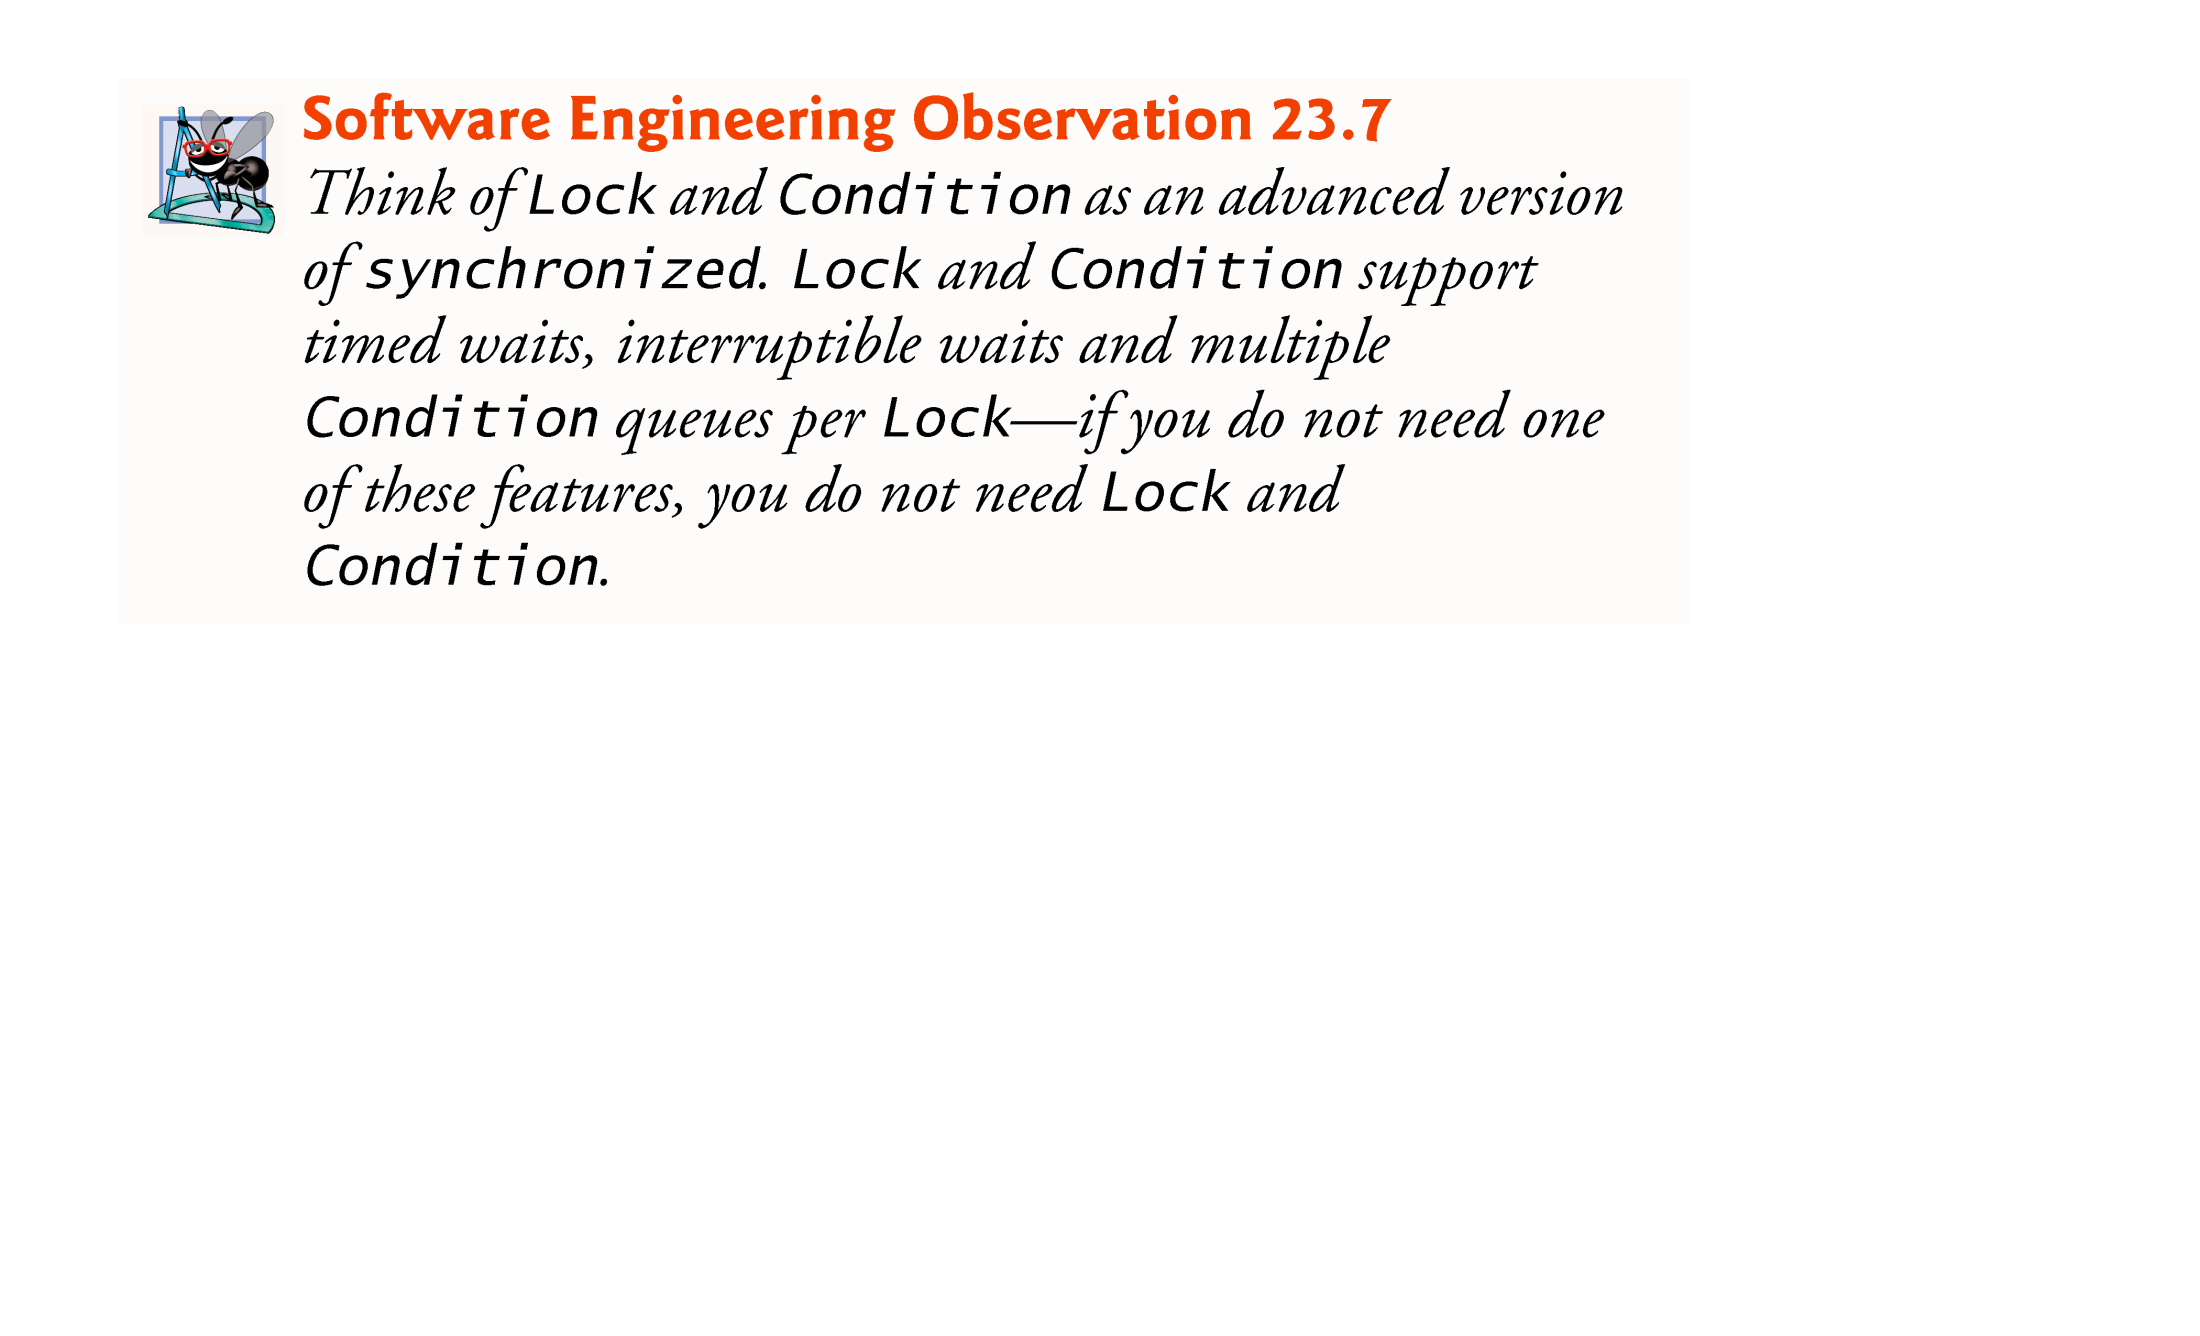 Software Engineering Observation 23.7
Think of Lock and Condition as an advanced version
of synchronized. Lock and Condition support
timed waits, interruptible waits and multiple
Condition queues per Lock—if you do not need one
of these features, you do not need Lock and
Condition.